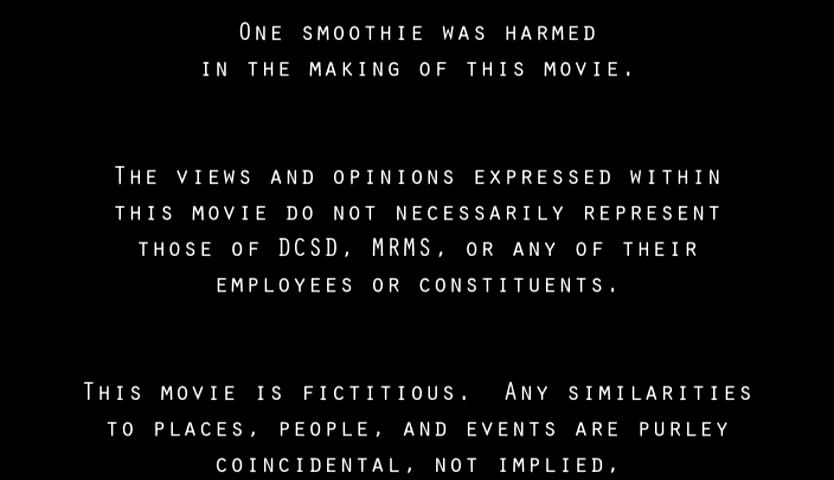 One smoothie was harmed
in the making of this movie.
The views and opinions expressed within
this movie do not necessarily represent
those of DCSD, MRMS, or any of their
employees or constituents.
This movie is fictitious. Any similarities
to places, people, and events are purley
coincidental, not implied,